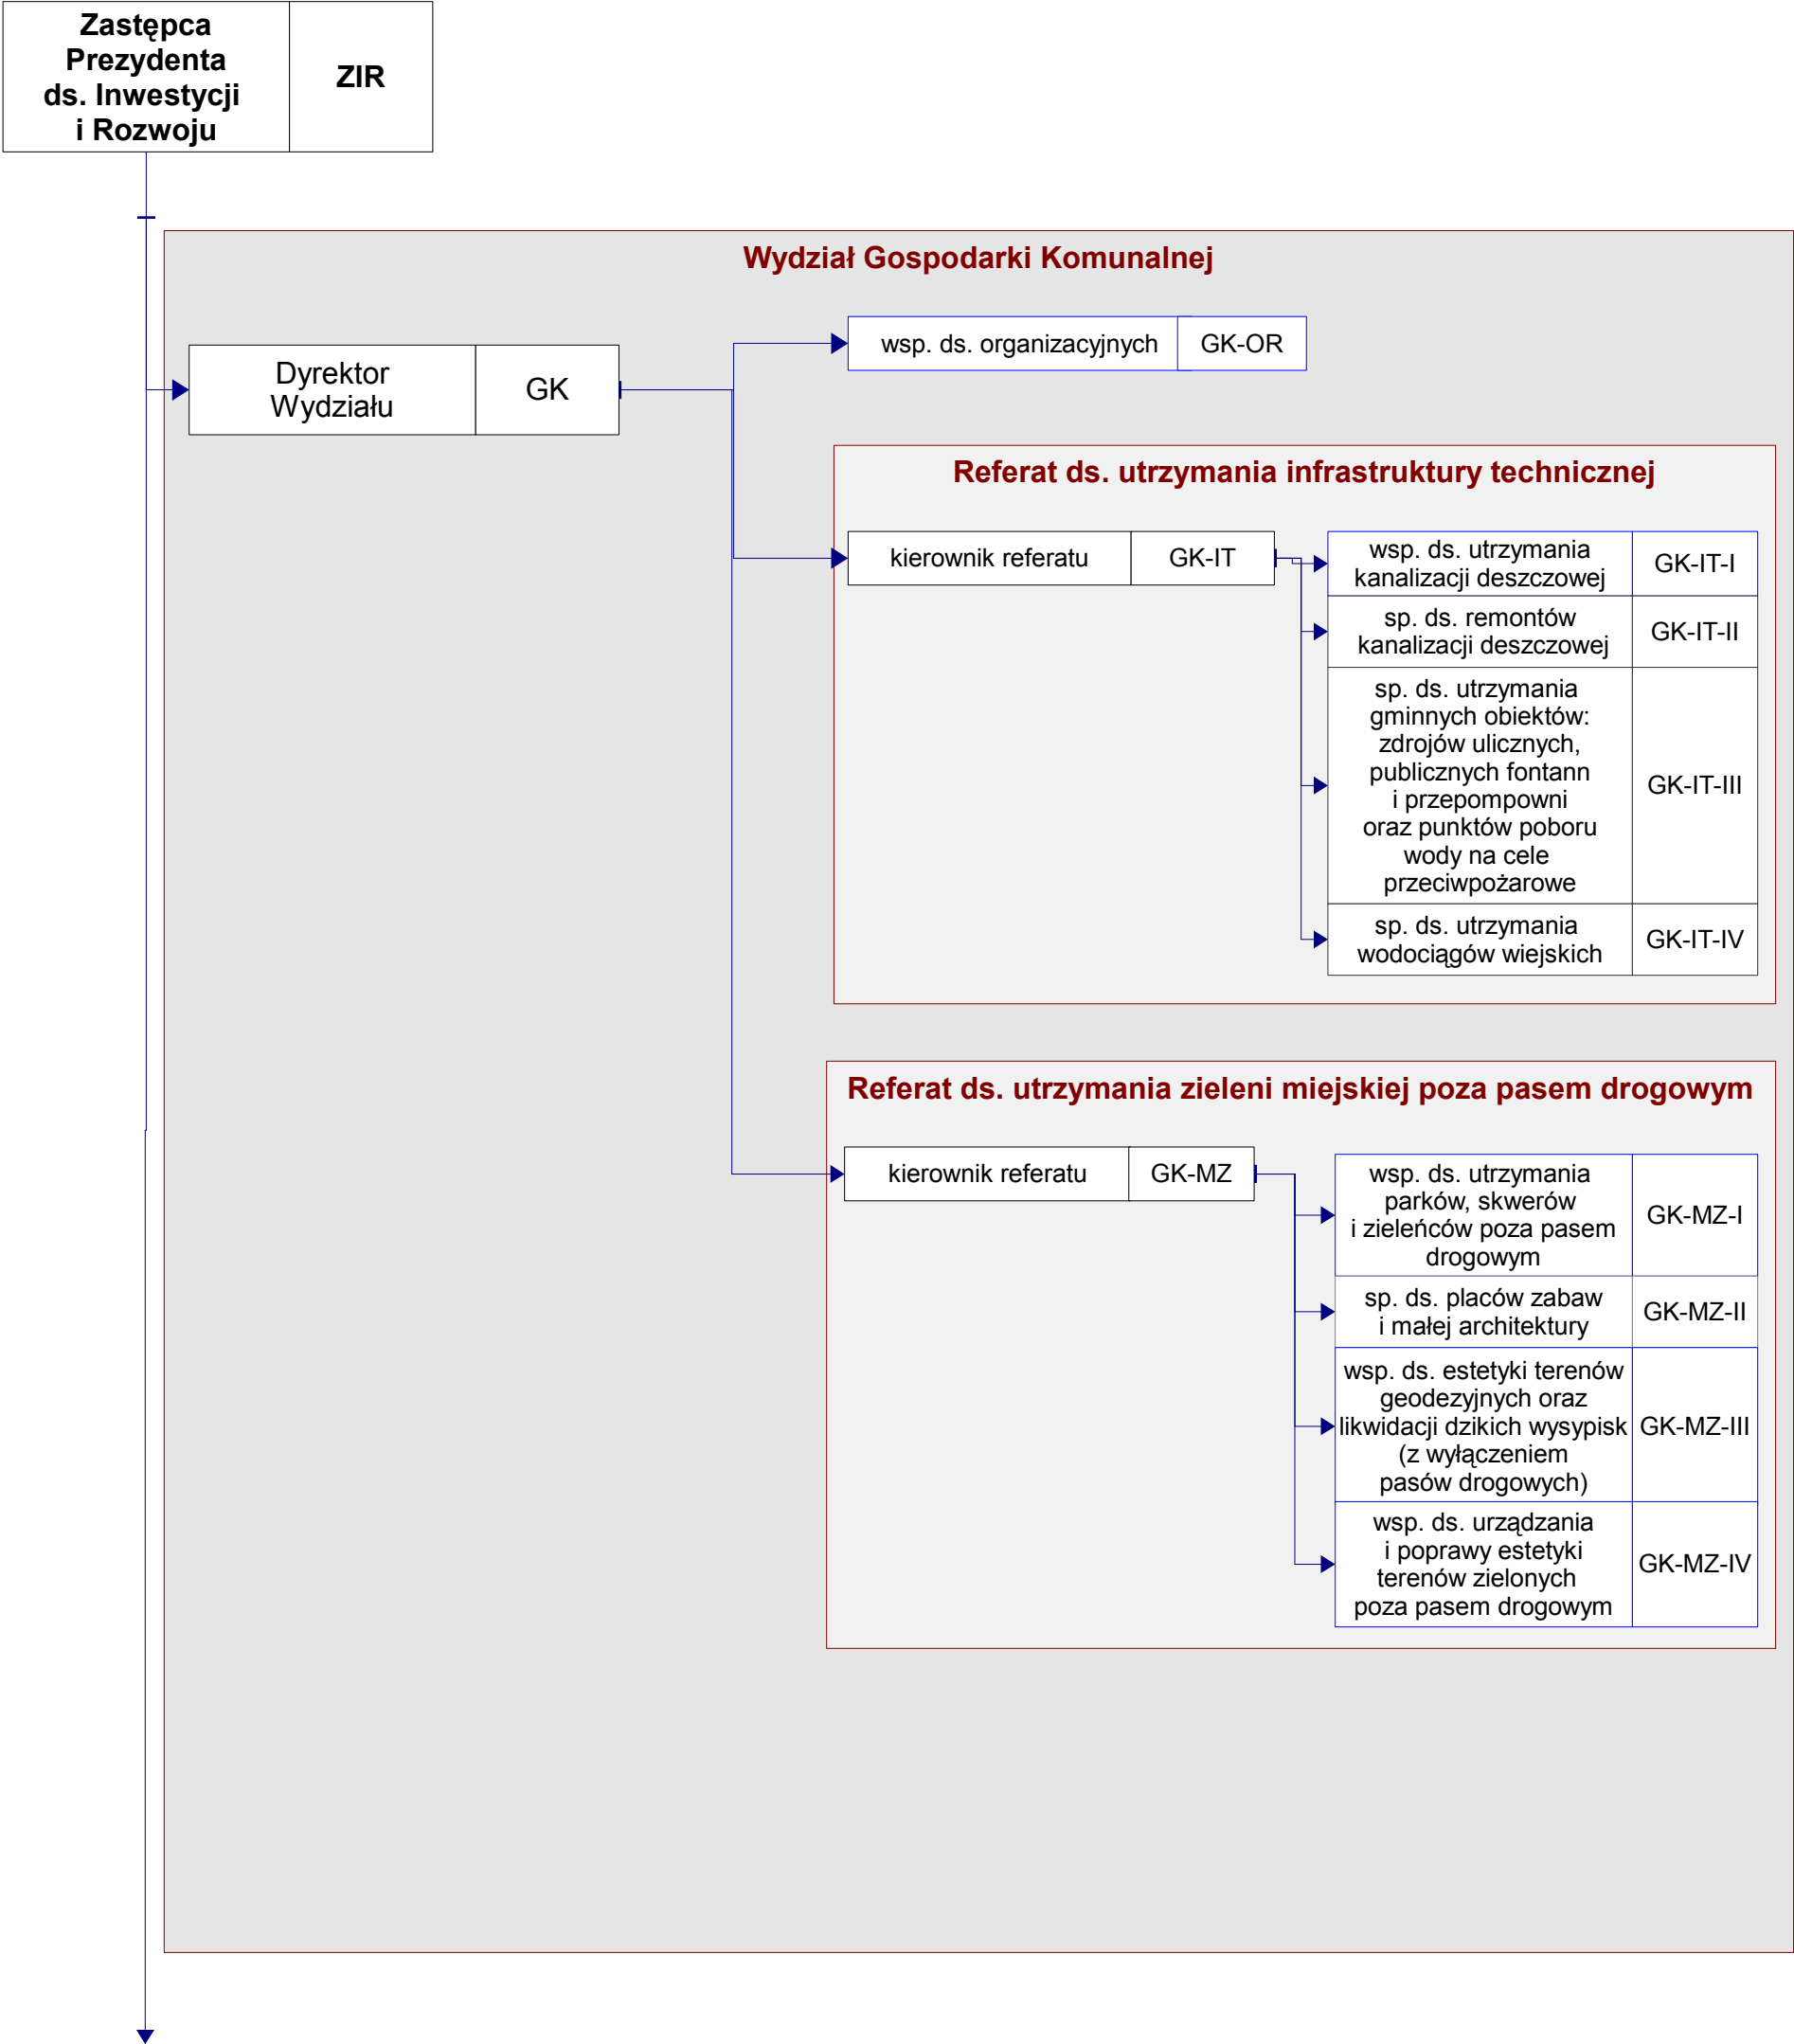 Zastępca
Prezydenta
ds. Inwestycji
i Rozwoju
ZIR
Wydział Gospodarki Komunalnej
wsp. ds. organizacyjnych
GK-OR
Dyrektor
Wydziału
GK
Referat ds. utrzymania infrastruktury technicznej
kierownik referatu
GK-IT
wsp. ds. utrzymania
kanalizacji deszczowej
GK-IT-I
sp. ds. remontów
kanalizacji deszczowej
GK-IT-II
sp. ds. utrzymania
gminnych obiektów:
zdrojów ulicznych,
publicznych fontann
i przepompowni
oraz punktów poboru
wody na cele
przeciwpożarowe
GK-IT-III
sp. ds. utrzymania
wodociągów wiejskich
GK-IT-IV
Referat ds. utrzymania zieleni miejskiej poza pasem drogowym
kierownik referatu
GK-MZ
wsp. ds. utrzymania
parków, skwerów
i zieleńców poza pasem
drogowym
GK-MZ-I
sp. ds. placów zabaw
i małej architektury
GK-MZ-II
wsp. ds. estetyki terenów
geodezyjnych oraz
likwidacji dzikich wysypisk
(z wyłączeniem
pasów drogowych)
GK-MZ-III
wsp. ds. urządzania
i poprawy estetyki
terenów zielonych
poza pasem drogowym
GK-MZ-IV